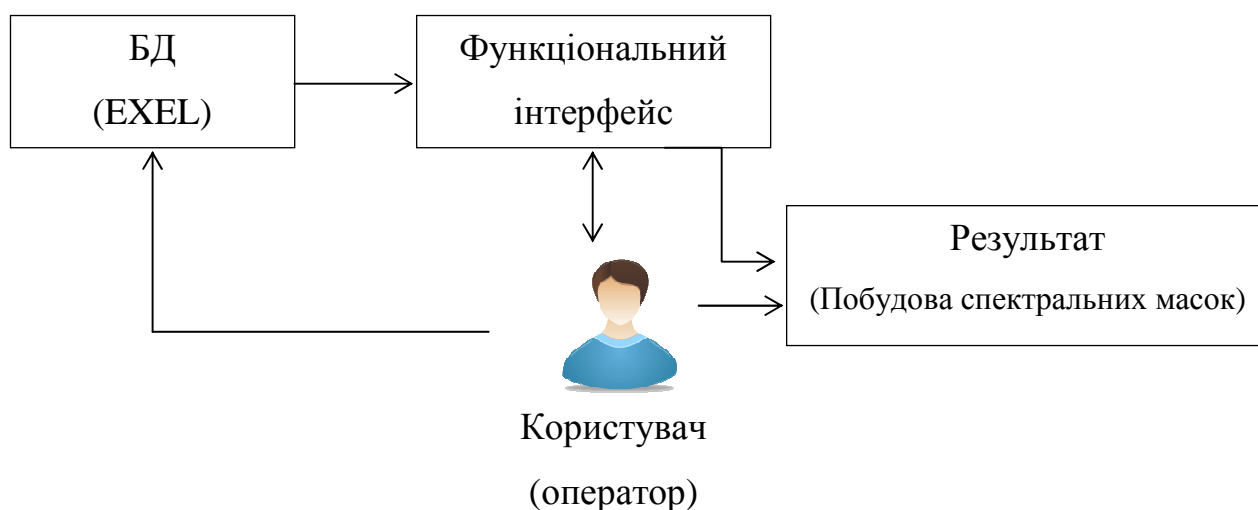 БД
(EXEL)
Функціональний
інтерфейс
Результат
(Побудова спектральних масок)
Користувач
(оператор)